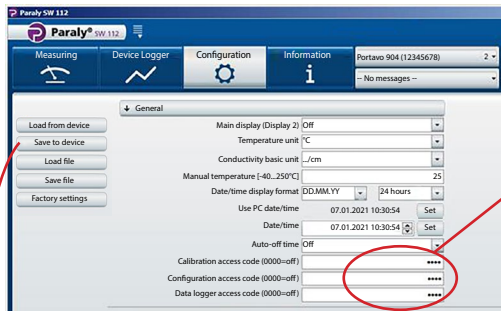 Paraly SW 112
Paraly® SW 112
Measuring Device Logger Configuration Information
Portavo 904 (12345678) 2
-- No messages --
General
Load from device
Save to device
Load file
Save file
Factory settings
Main display (Display 2) Off
Temperature unit °C
Conductivity basic unit .../cm
Manual temperature [-40...250°C] 25
Date/time display format DD.MM.YY 24 hours
Use PC date/time 07.01.2021 10:30:54 Set
Date/time 07.01.2021 10:30:54 Set
Auto-off time Off
Calibration access code (0000=off) ••••
Configuration access code (0000=off) ••••
Data logger access code (0000=off) ••••